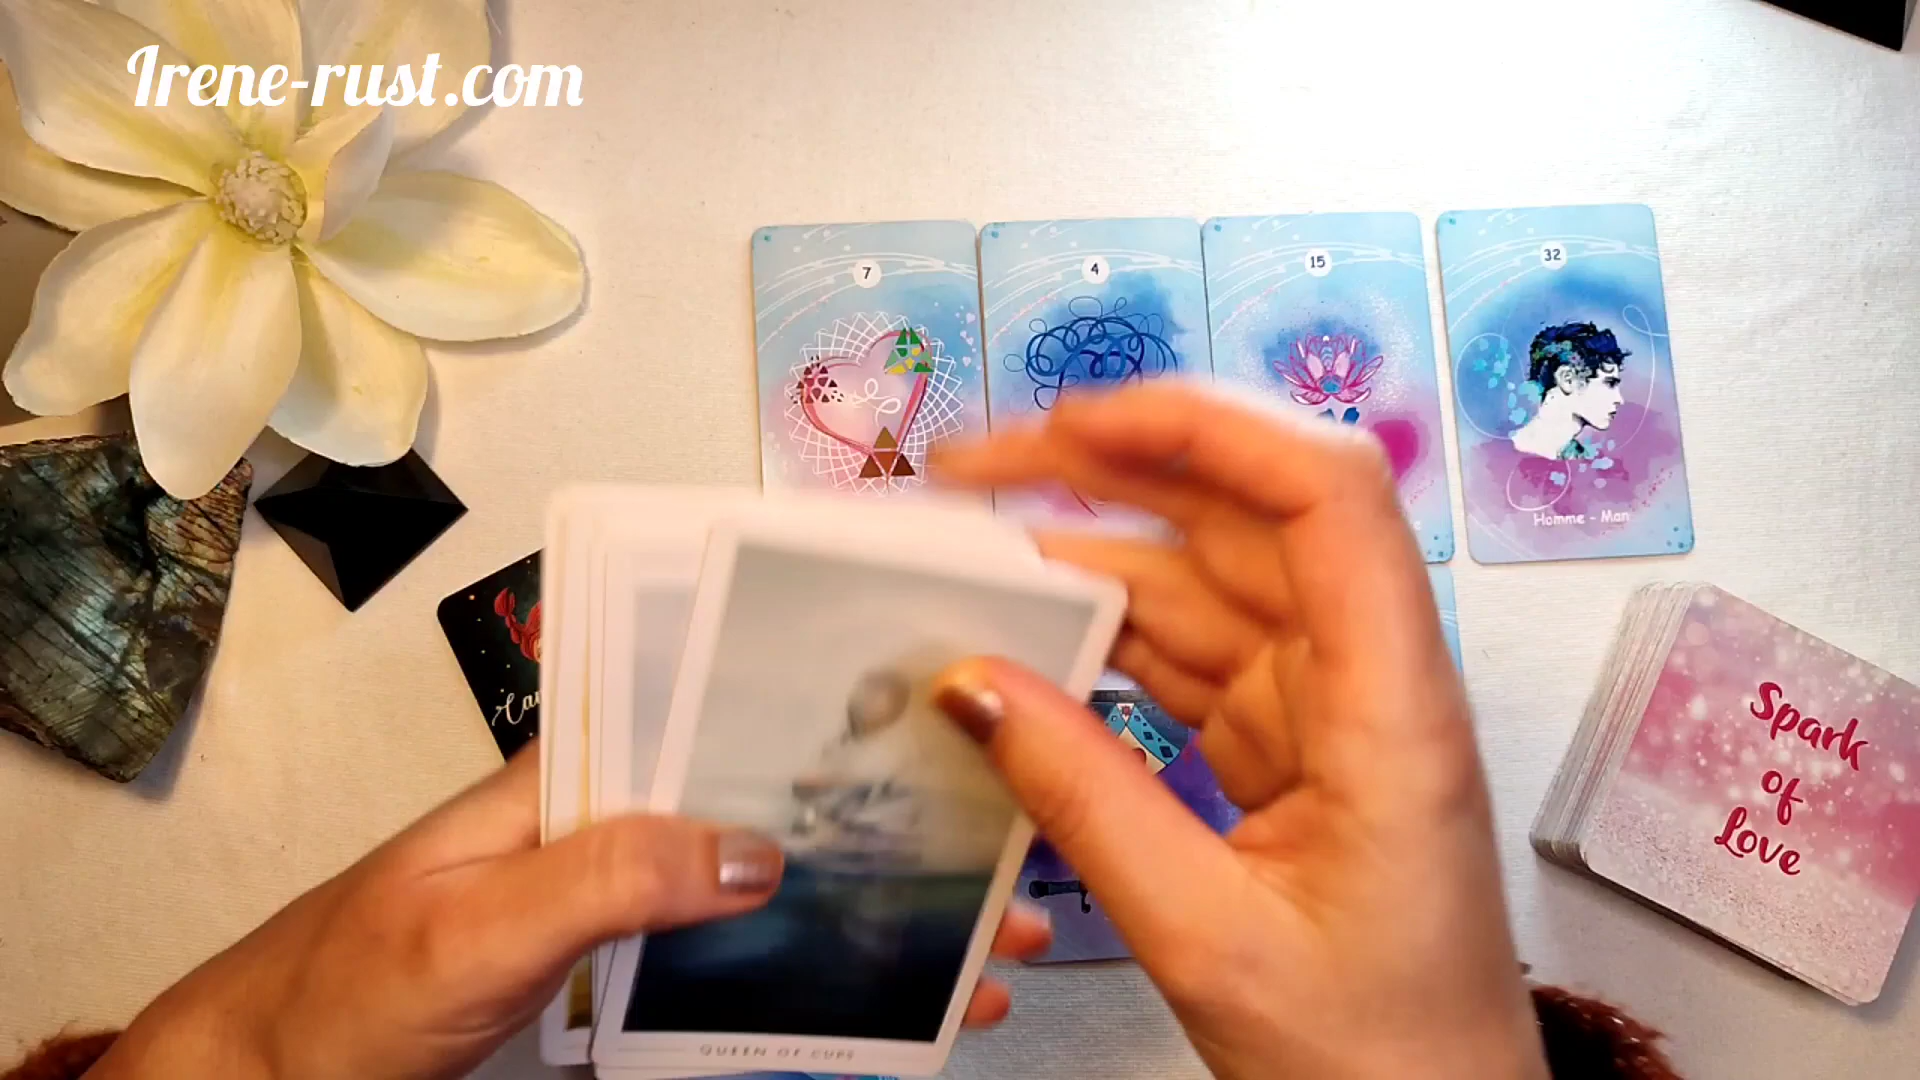 Irene-rust.com
7
4
15
32
Homme - Man
Spark
of
Love
QUEEN OF CUPS